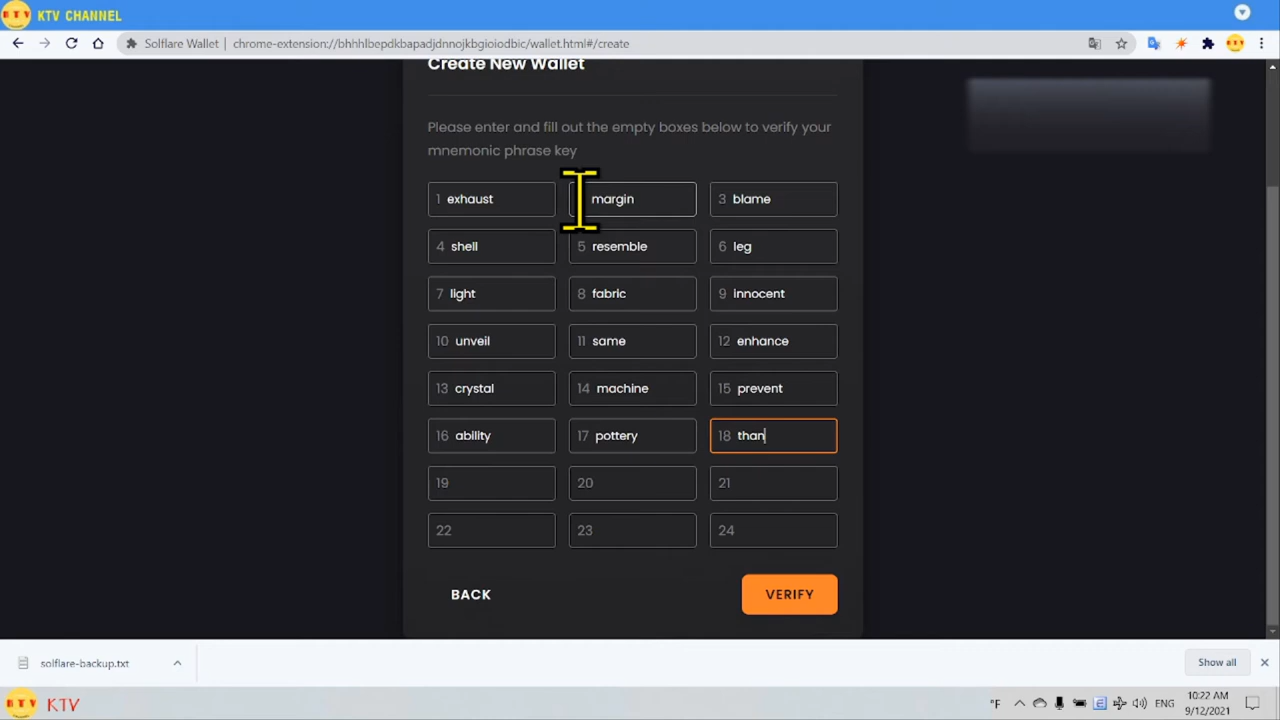 KTV CHANNEL
Solflare Wallet | chrome-extension://bhhhlbepdkbapadjdnnojkbgioiodbic/wallet.html#/create
Create New Wallet
Please enter and fill out the empty boxes below to verify your
mnemonic phrase key
1 exhaust margin 3 blame
4 shell 5 resemble 6 leg
7 light 8 fabric 9 innocent
10 unveil 11 same 12 enhance
13 crystal 14 machine 15 prevent
16 ability 17 pottery 18 than
19 20 21
22 23 24
BACK VERIFY
solflare-backup.txt Show all
KTV KTV °F ENG 10:22 AM
9/12/2021